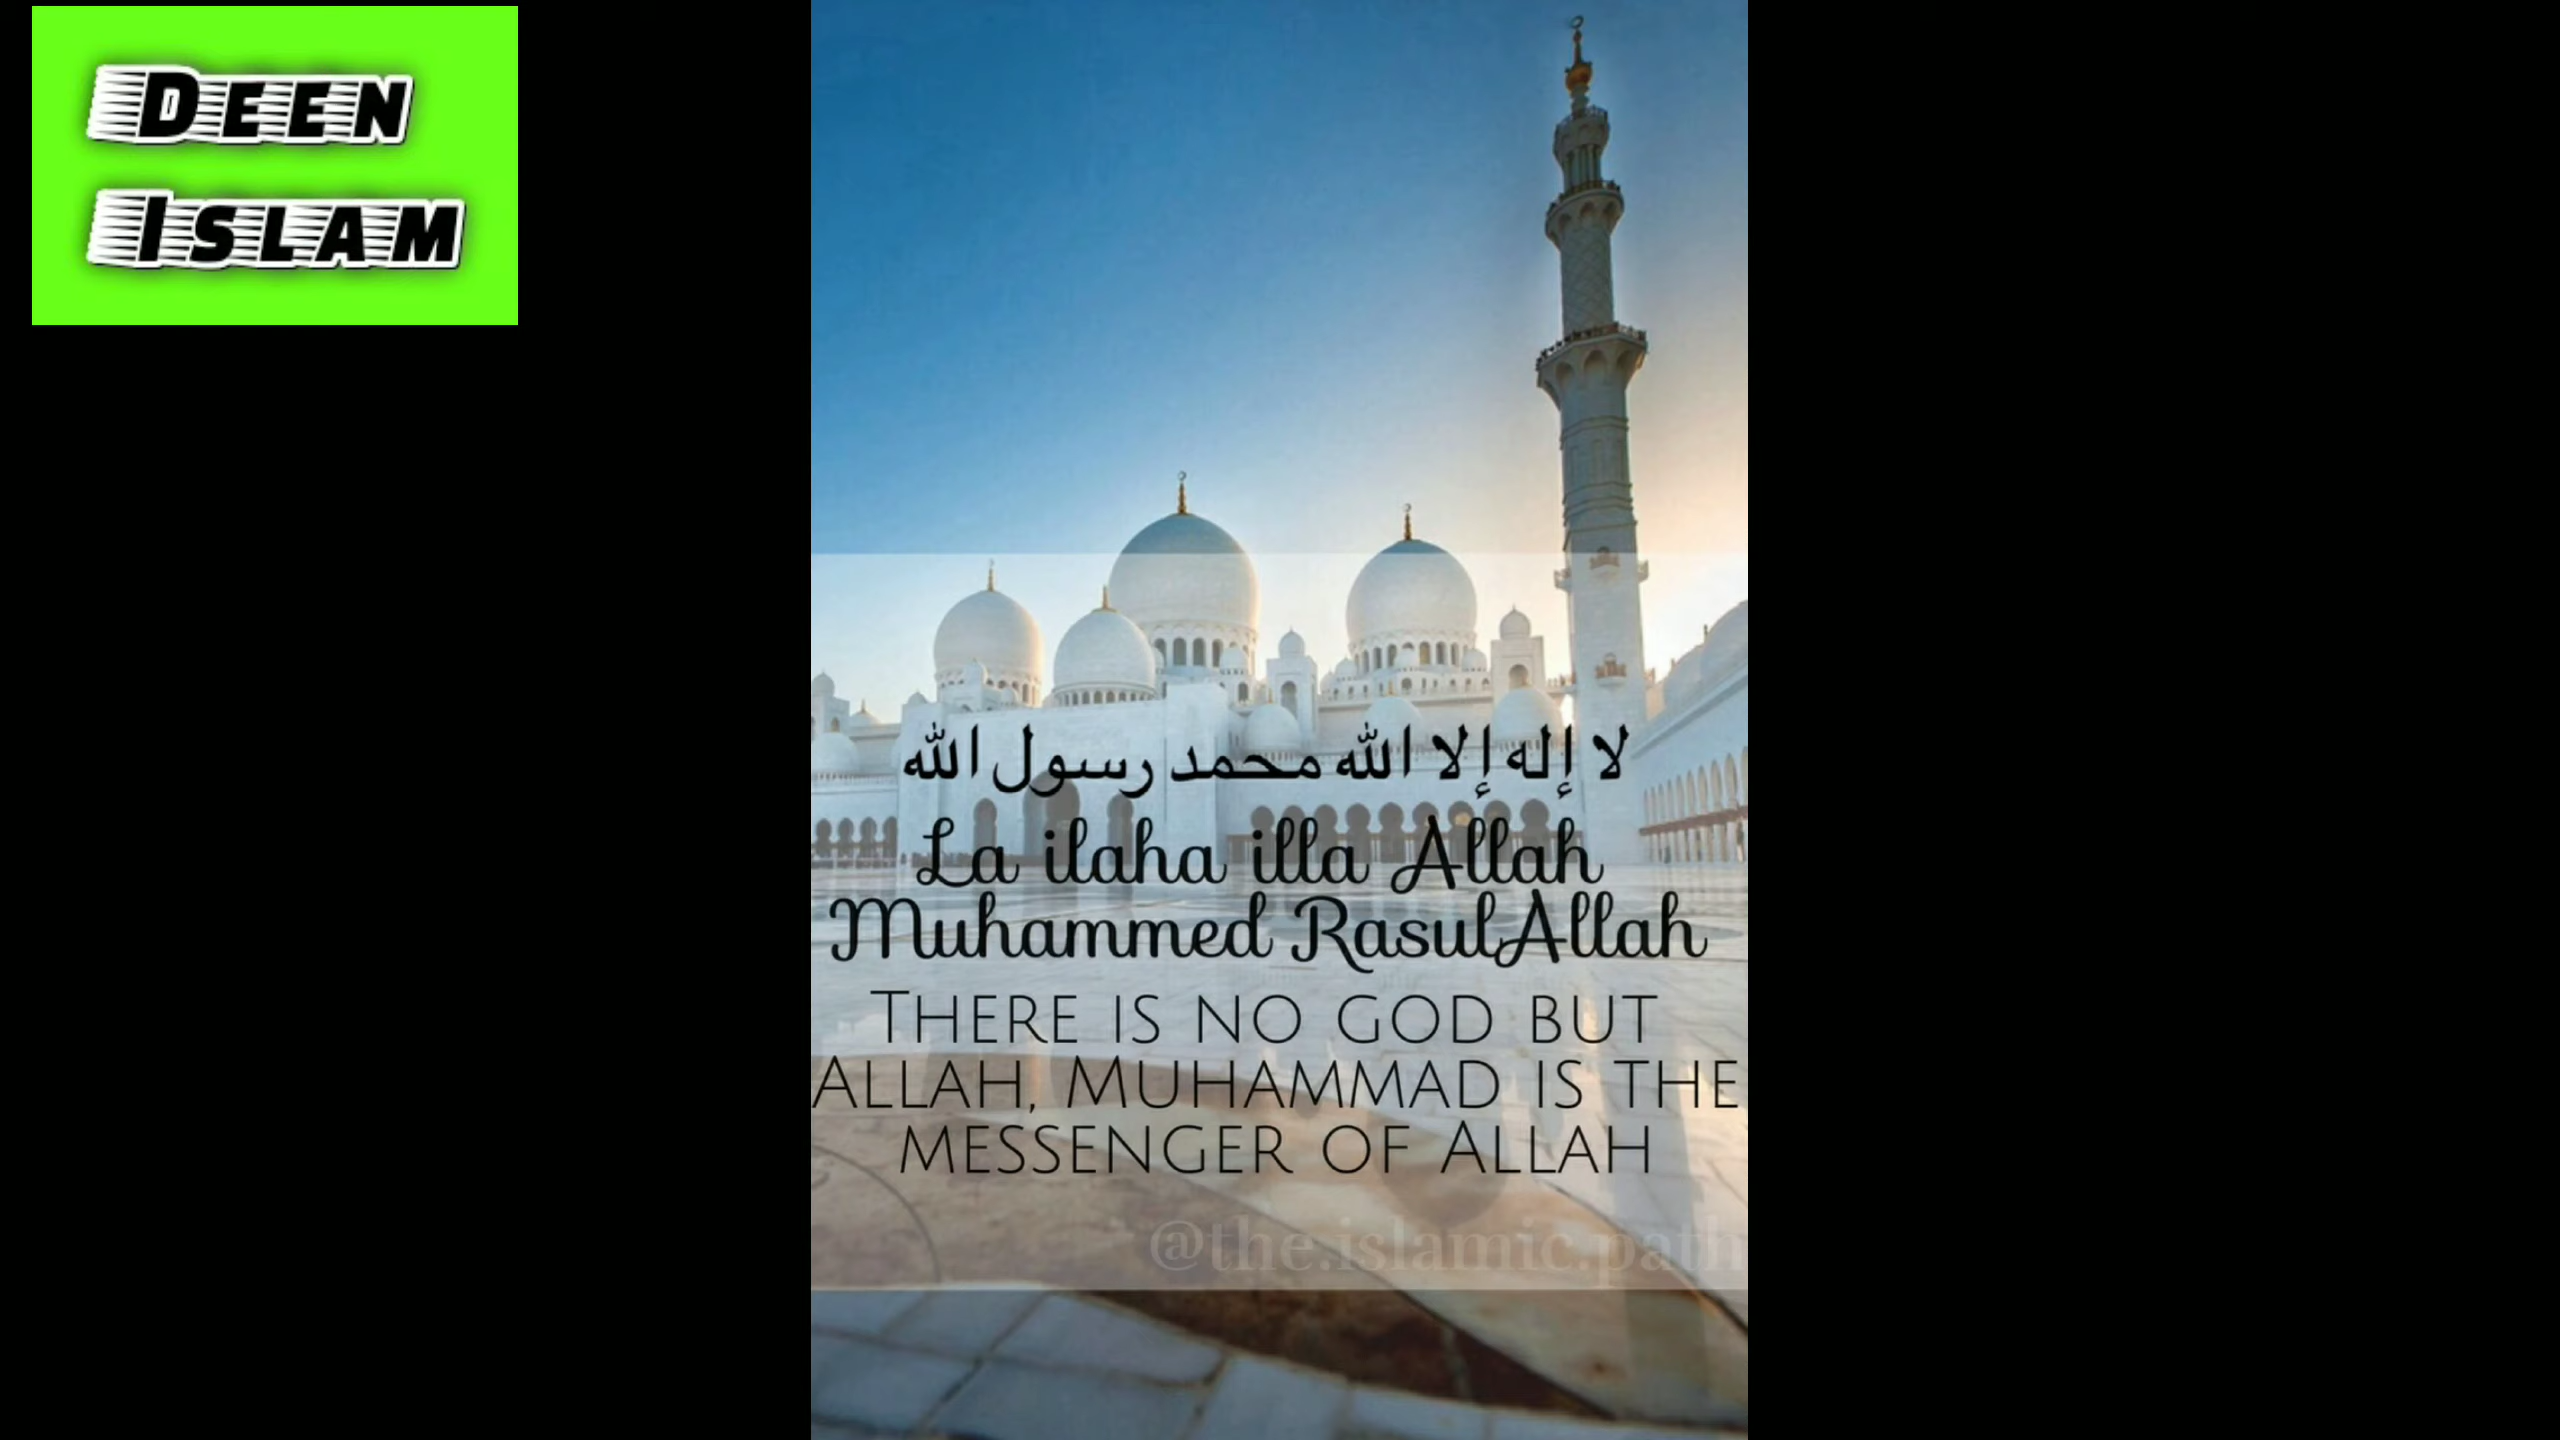 Deen
Islam
لا إله إلا الله محمد رسول الله
La ilaha illa Allah
Muhammed RasulAllah
There is no god but
Allah, Muhammad is the
messenger of Allah
@the.islamic.path